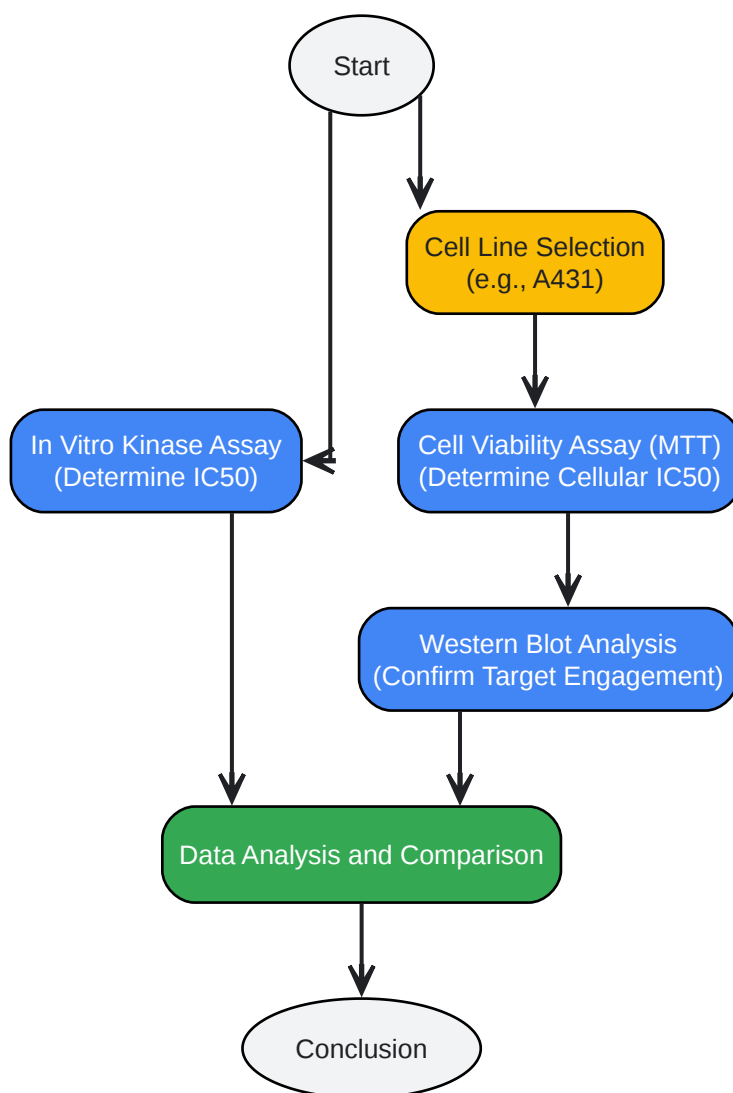 Start
Cell Line Selection
(e.g., A431)
In Vitro Kinase Assay
(Determine IC50)
Cell Viability Assay (MTT)
(Determine Cellular IC50)
Western Blot Analysis
(Confirm Target Engagement)
Data Analysis and Comparison
Conclusion